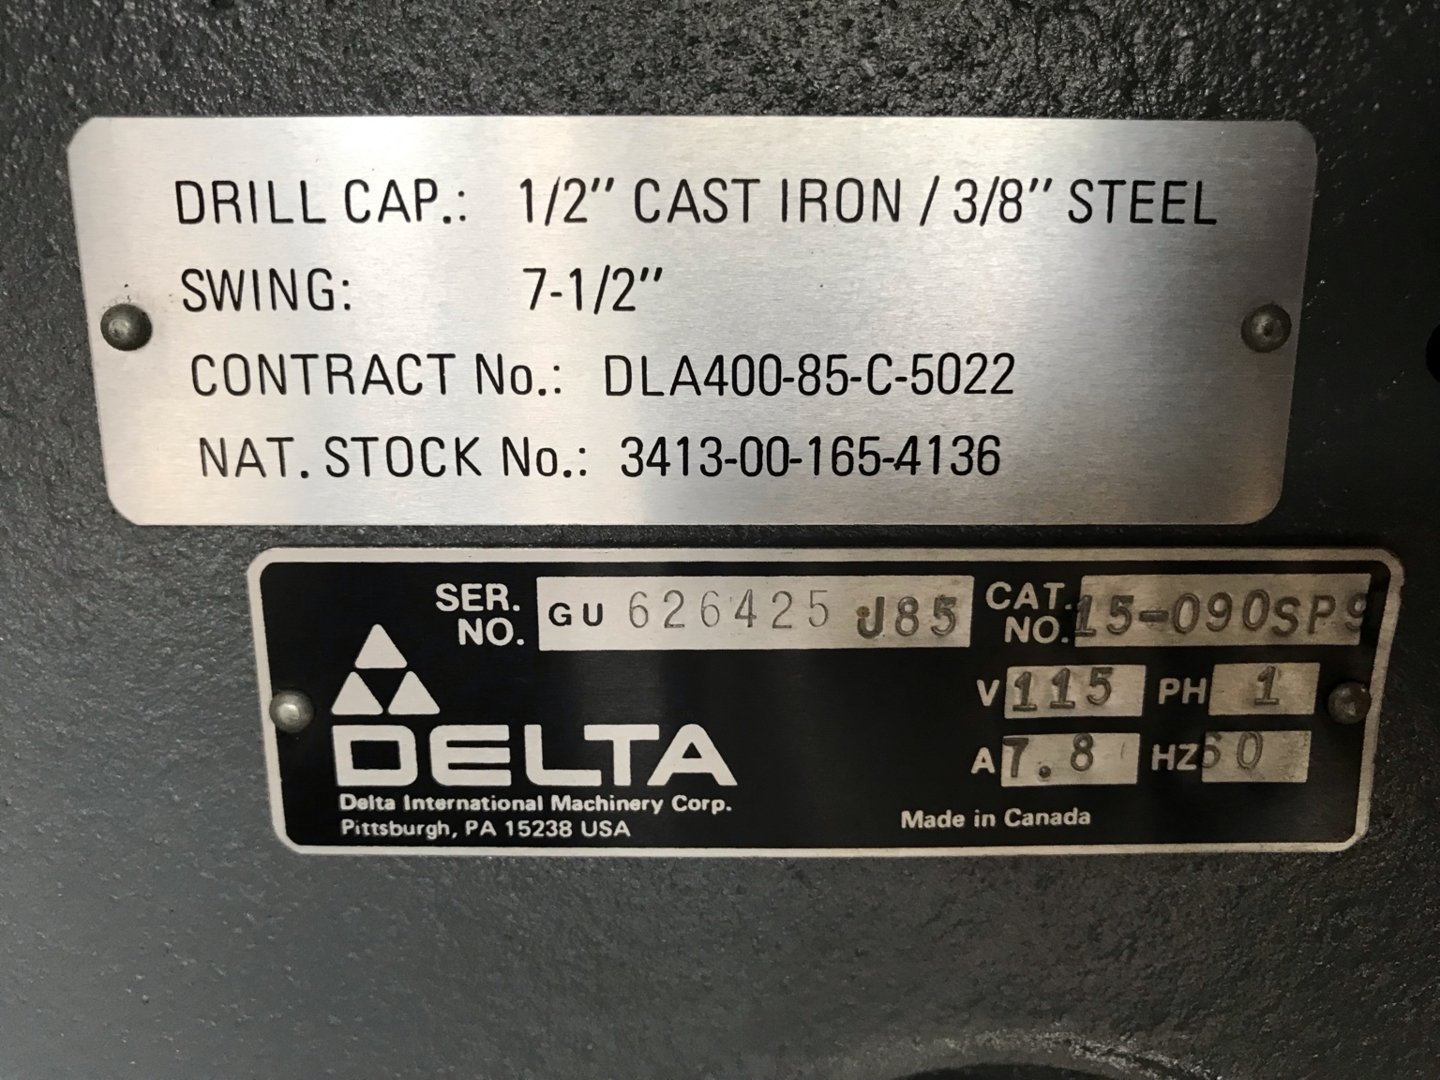 DRILL CAP.: 1/2" CAST IRON / 3/8" STEEL
SWING: 7-1/2"
CONTRACT No.: DLA400-85-C-5022
NAT. STOCK No.: 3413-00-165-4136
SER. NO. GU 626425 J85 CAT. NO. 15-090SP9
V 115 PH 1
A 7.8 HZ 60
DELTA
Delta International Machinery Corp.
Pittsburgh, PA 15238 USA
Made in Canada